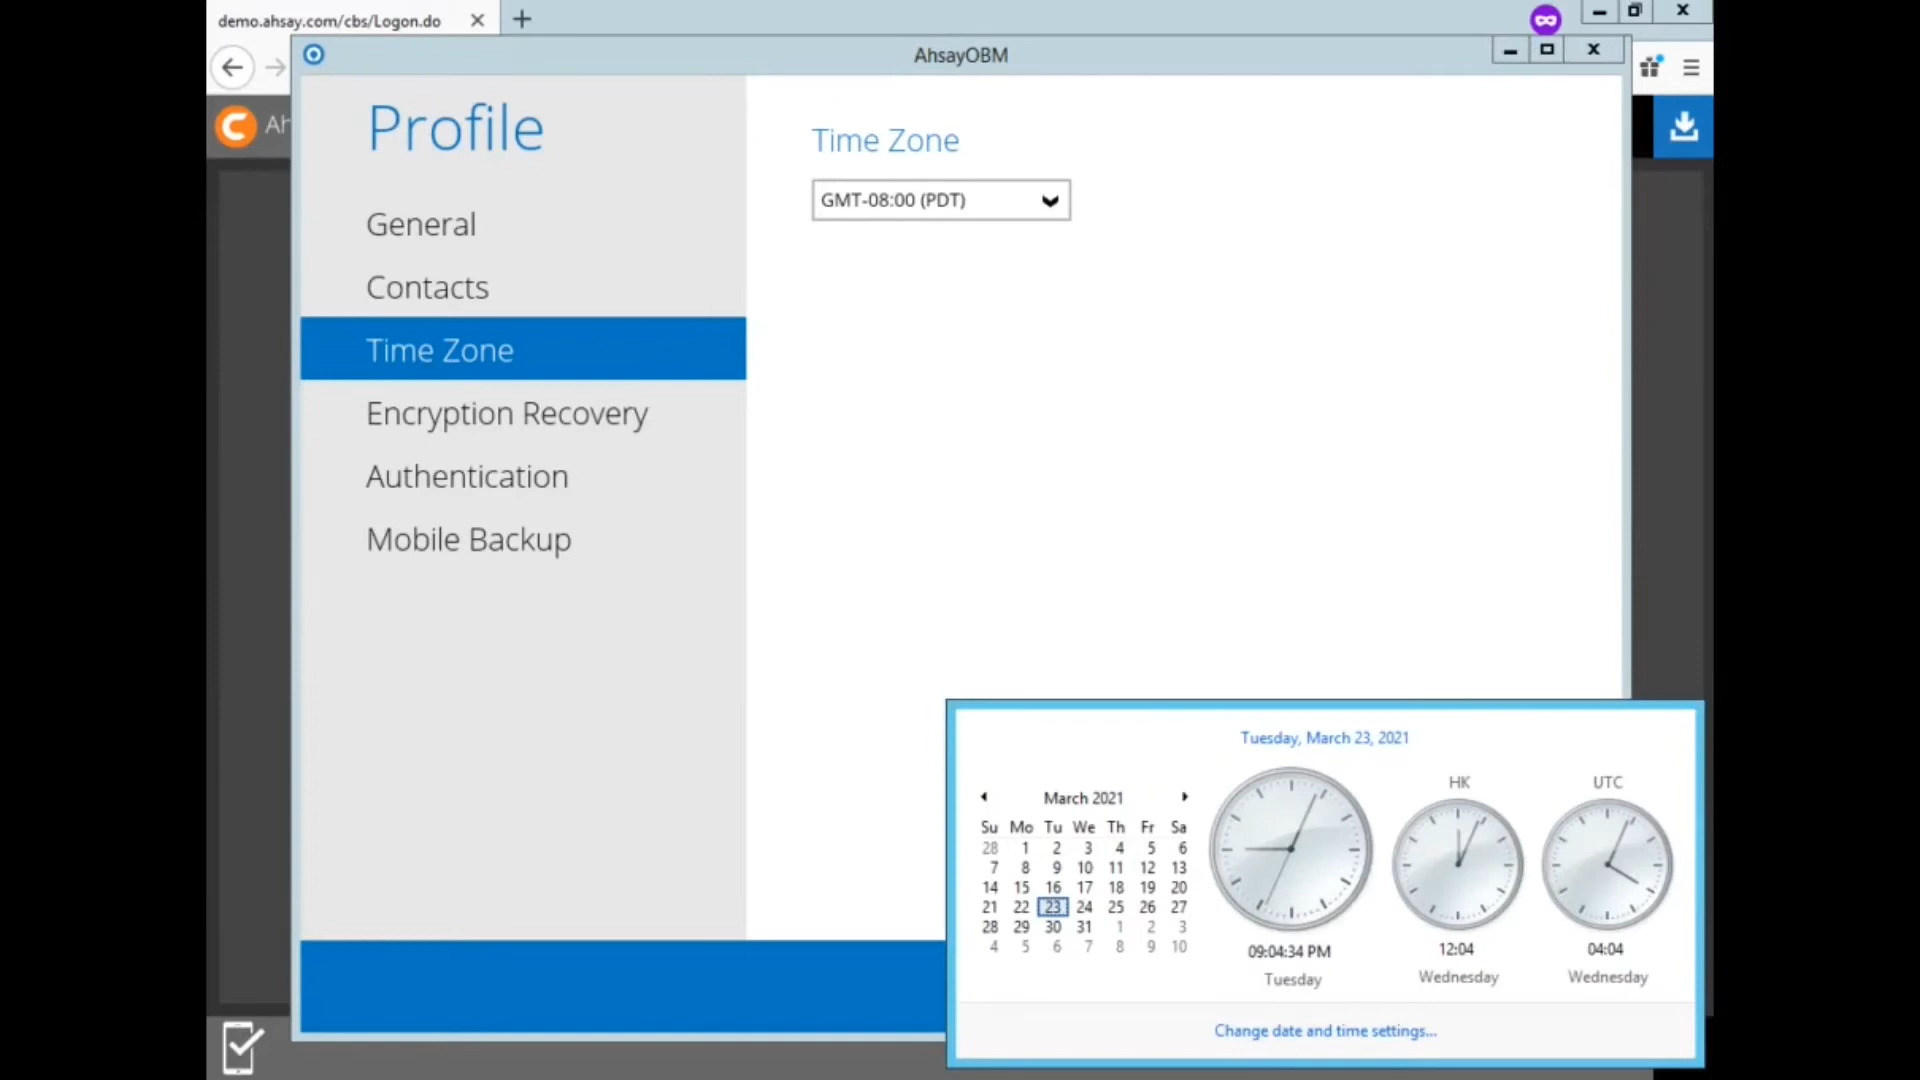 demo.ahsay.com/cbs/Logon.do
AhsayOBM
Ah
Profile
General
Contacts
Time Zone
Encryption Recovery
Authentication
Mobile Backup
Time Zone
GMT-08:00 (PDT)
Tuesday, March 23, 2021
March 2021
Su Mo Tu We Th Fr Sa
28 1 2 3 4 5 6
7 8 9 10 11 12 13
14 15 16 17 18 19 20
21 22 23 24 25 26 27
28 29 30 31 1 2 3
4 5 6 7 8 9 10
09:04:34 PM
Tuesday
HK
12:04
Wednesday
UTC
04:04
Wednesday
Change date and time settings...